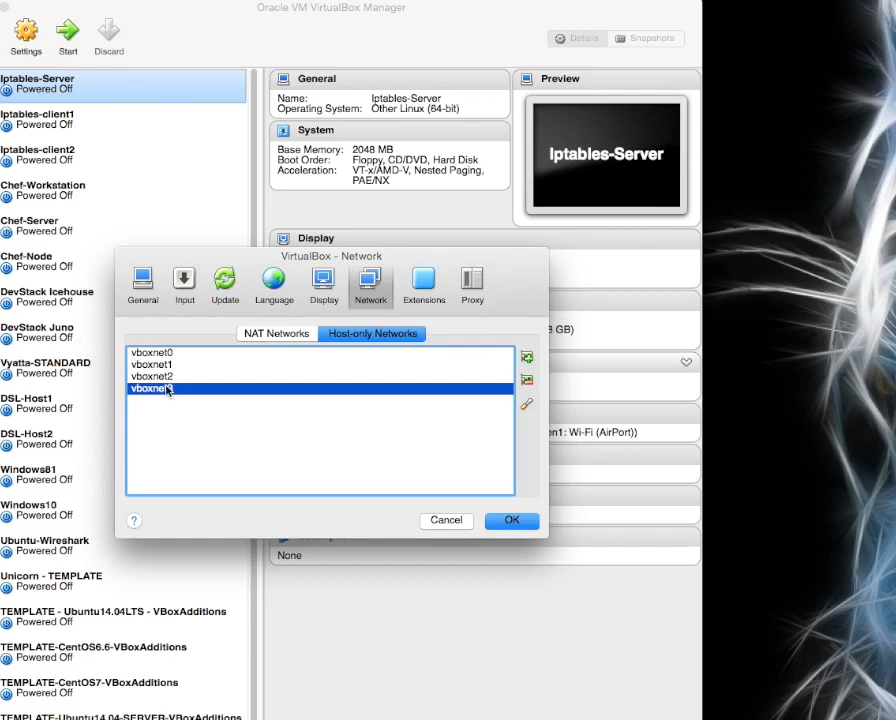 Oracle VM VirtualBox Manager
Settings
Start
Discard
Details
Snapshots
Iptables-Server
Powered Off
Iptables-client1
Powered Off
Iptables-client2
Powered Off
Chef-Workstation
Powered Off
Chef-Server
Powered Off
Chef-Node
Powered Off
DevStack Icehouse
Powered Off
DevStack Juno
Powered Off
Vyatta-STANDARD
Powered Off
DSL-Host1
Powered Off
DSL-Host2
Powered Off
Windows81
Powered Off
Windows10
Powered Off
Ubuntu-Wireshark
Powered Off
Unicorn - TEMPLATE
Powered Off
TEMPLATE - Ubuntu14.04LTS - VBoxAdditions
Powered Off
TEMPLATE-CentOS6.6-VBoxAdditions
Powered Off
TEMPLATE-CentOS7-VBoxAdditions
Powered Off
TEMPLATE-Ubuntu14.04-SERVER-VBoxAdditions
General
Name: Iptables-Server
Operating System: Other Linux (64-bit)
System
Base Memory: 2048 MB
Boot Order: Floppy, CD/DVD, Hard Disk
Acceleration: VT-x/AMD-V, Nested Paging,
PAE/NX
Preview
Iptables-Server
Display
GB)
en1: Wi-Fi (AirPort))
None
VirtualBox - Network
General
Input
Update
Language
Display
Network
Extensions
Proxy
NAT Networks
Host-only Networks
vboxnet0
vboxnet1
vboxnet2
vboxnet3
?
Cancel
OK